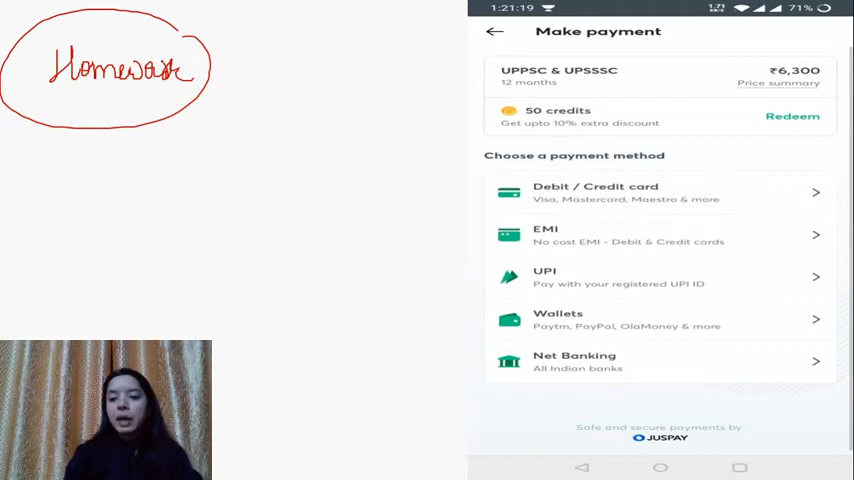 Homework
1:21:19
1.71
KB/S
71%
Make payment
UPPSC & UPSSSC
₹6,300
12 months
Price summary
50 credits
Get upto 10% extra discount
Redeem
Choose a payment method
Debit / Credit card
Visa, Mastercard, Maestro & more
EMI
No cost EMI - Debit & Credit cards
UPI
Pay with your registered UPI ID
Wallets
Paytm, PayPal, OlaMoney & more
Net Banking
All Indian banks
Safe and secure payments by
JUSPAY